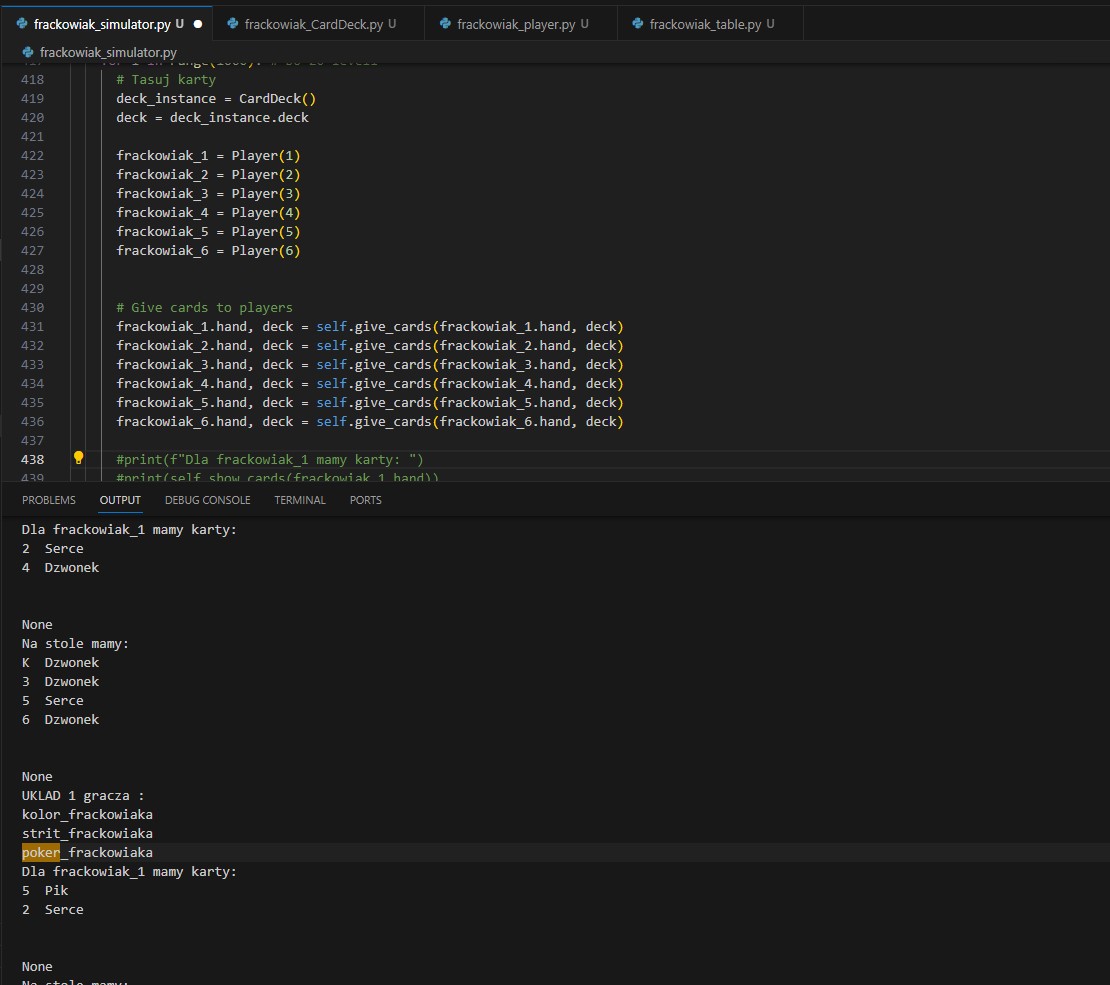 frackowiak_simulator.py U ● frackowiak_CardDeck.py U frackowiak_player.py U frackowiak_table.py U
frackowiak_simulator.py
418 # Tasuj karty
419 deck_instance = CardDeck()
420 deck = deck_instance.deck
421
422 frackowiak_1 = Player(1)
423 frackowiak_2 = Player(2)
424 frackowiak_3 = Player(3)
425 frackowiak_4 = Player(4)
426 frackowiak_5 = Player(5)
427 frackowiak_6 = Player(6)
428
429
430 # Give cards to players
431 frackowiak_1.hand, deck = self.give_cards(frackowiak_1.hand, deck)
432 frackowiak_2.hand, deck = self.give_cards(frackowiak_2.hand, deck)
433 frackowiak_3.hand, deck = self.give_cards(frackowiak_3.hand, deck)
434 frackowiak_4.hand, deck = self.give_cards(frackowiak_4.hand, deck)
435 frackowiak_5.hand, deck = self.give_cards(frackowiak_5.hand, deck)
436 frackowiak_6.hand, deck = self.give_cards(frackowiak_6.hand, deck)
437
438 #print(f"Dla frackowiak_1 mamy karty: ")
439 #print(self.show_cards(frackowiak_1.hand))
PROBLEMS OUTPUT DEBUG CONSOLE TERMINAL PORTS
Dla frackowiak_1 mamy karty:
2 Serce
4 Dzwonek
None
Na stole mamy:
K Dzwonek
3 Dzwonek
5 Serce
6 Dzwonek
None
UKLAD 1 gracza :
kolor_frackowiaka
strit_frackowiaka
poker_frackowiaka
Dla frackowiak_1 mamy karty:
5 Pik
2 Serce
None
Na stole mamy: